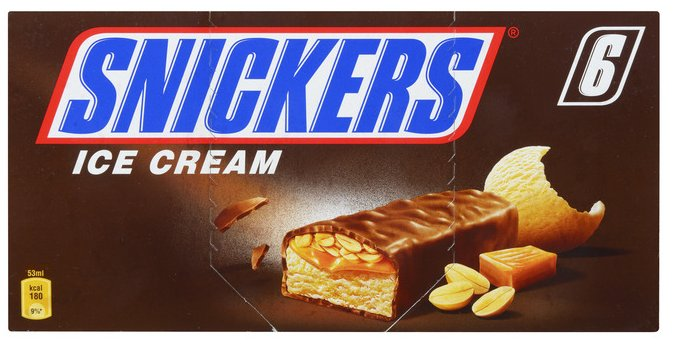 SNICKERS®
6
ICE CREAM
53ml
kcal
180
9%*